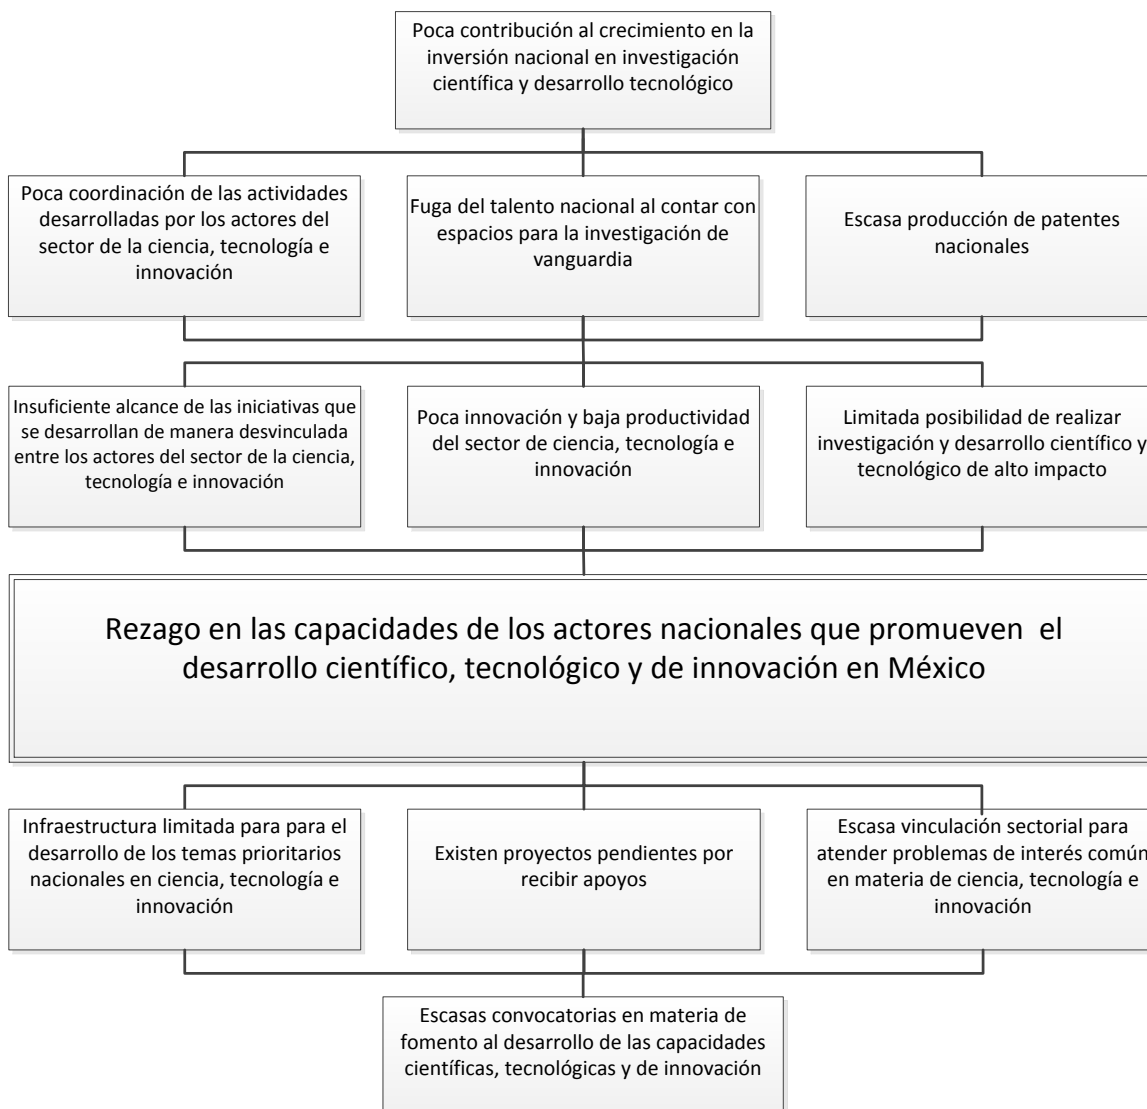 Poca contribución al crecimiento en la
inversión nacional en investigación
científica y desarrollo tecnológico
Poca coordinación de las actividades
desarrolladas por los actores del
sector de la ciencia, tecnología e
innovación
Fuga del talento nacional al contar con
espacios para la investigación de
vanguardia
Escasa producción de patentes
nacionales
Insuficiente alcance de las iniciativas que
se desarrollan de manera desvinculada
entre los actores del sector de la ciencia,
tecnología e innovación
Poca innovación y baja productividad
del sector de ciencia, tecnología e
innovación
Limitada posibilidad de realizar
investigación y desarrollo científico y
tecnológico de alto impacto
Rezago en las capacidades de los actores nacionales que promueven el
desarrollo científico, tecnológico y de innovación en México
Infraestructura limitada para para el
desarrollo de los temas prioritarios
nacionales en ciencia, tecnología e
innovación
Existen proyectos pendientes por
recibir apoyos
Escasa vinculación sectorial para
atender problemas de interés común
en materia de ciencia, tecnología e
innovación
Escasas convocatorias en materia de
fomento al desarrollo de las capacidades
científicas, tecnológicas y de innovación